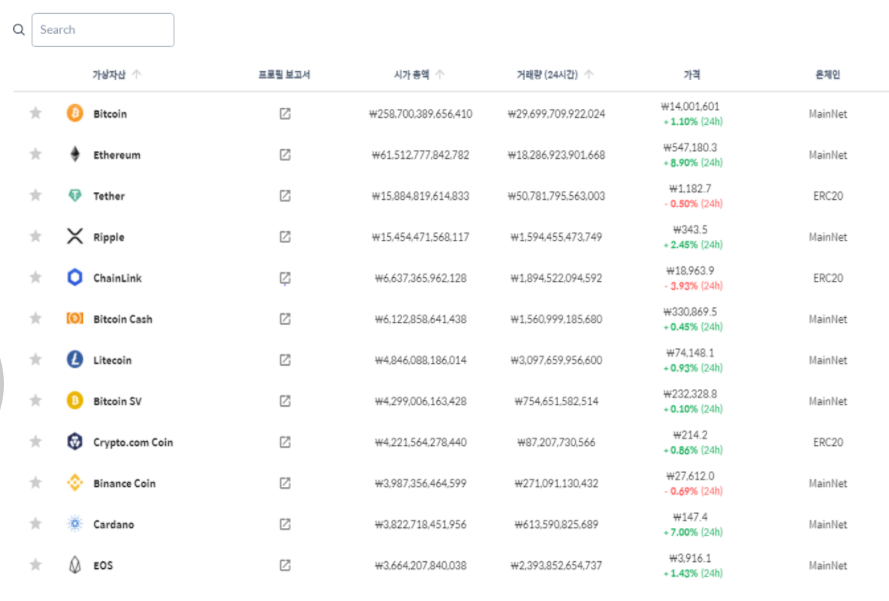 Search
가상자산 프로필 보고서 시가 총액 거래량 (24시간) 가격 온체인
Bitcoin ₩258,700,389,656,410 ₩29,699,709,922,024 ₩14,001,601 MainNet
+ 1.10% (24h)
Ethereum ₩61,512,777,842,782 ₩18,286,923,901,668 ₩547,180.3 MainNet
+ 8.90% (24h)
Tether ₩15,884,819,614,833 ₩50,781,795,563,003 ₩1,182.7 ERC20
- 0.50% (24h)
Ripple ₩15,454,471,568,117 ₩1,594,455,473,749 ₩343.5 MainNet
+ 2.45% (24h)
ChainLink ₩6,637,365,962,128 ₩1,894,522,094,592 ₩18,963.9 ERC20
- 3.93% (24h)
Bitcoin Cash ₩6,122,858,641,438 ₩1,560,999,185,680 ₩330,869.5 MainNet
+ 0.45% (24h)
Litecoin ₩4,846,088,186,014 ₩3,097,659,956,600 ₩74,148.1 MainNet
+ 0.93% (24h)
Bitcoin SV ₩4,299,006,163,428 ₩754,651,582,514 ₩232,328.8 MainNet
+ 0.10% (24h)
Crypto.com Coin ₩4,221,564,278,440 ₩87,207,730,566 ₩214.2 ERC20
+ 0.86% (24h)
Binance Coin ₩3,987,356,464,599 ₩271,091,130,432 ₩27,612.0 MainNet
- 0.69% (24h)
Cardano ₩3,822,718,451,956 ₩613,590,825,689 ₩147.4 MainNet
+ 7.00% (24h)
EOS ₩3,664,207,840,038 ₩2,393,852,654,737 ₩3,916.1 MainNet
+ 1.43% (24h)